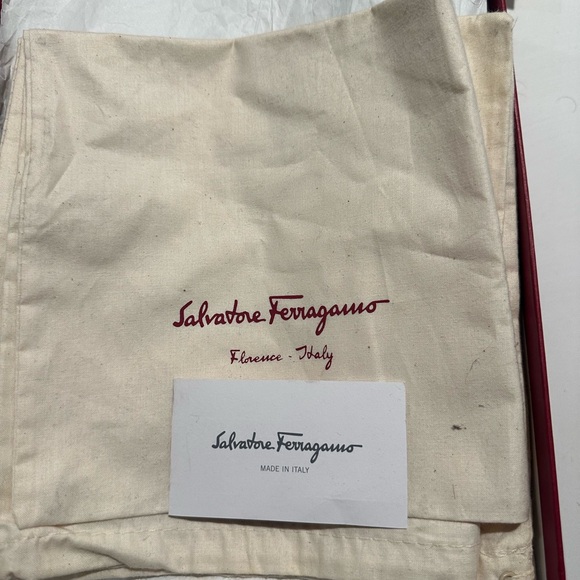 Salvatore Ferragamo
Florence - Italy
Salvatore Ferragamo
MADE IN ITALY